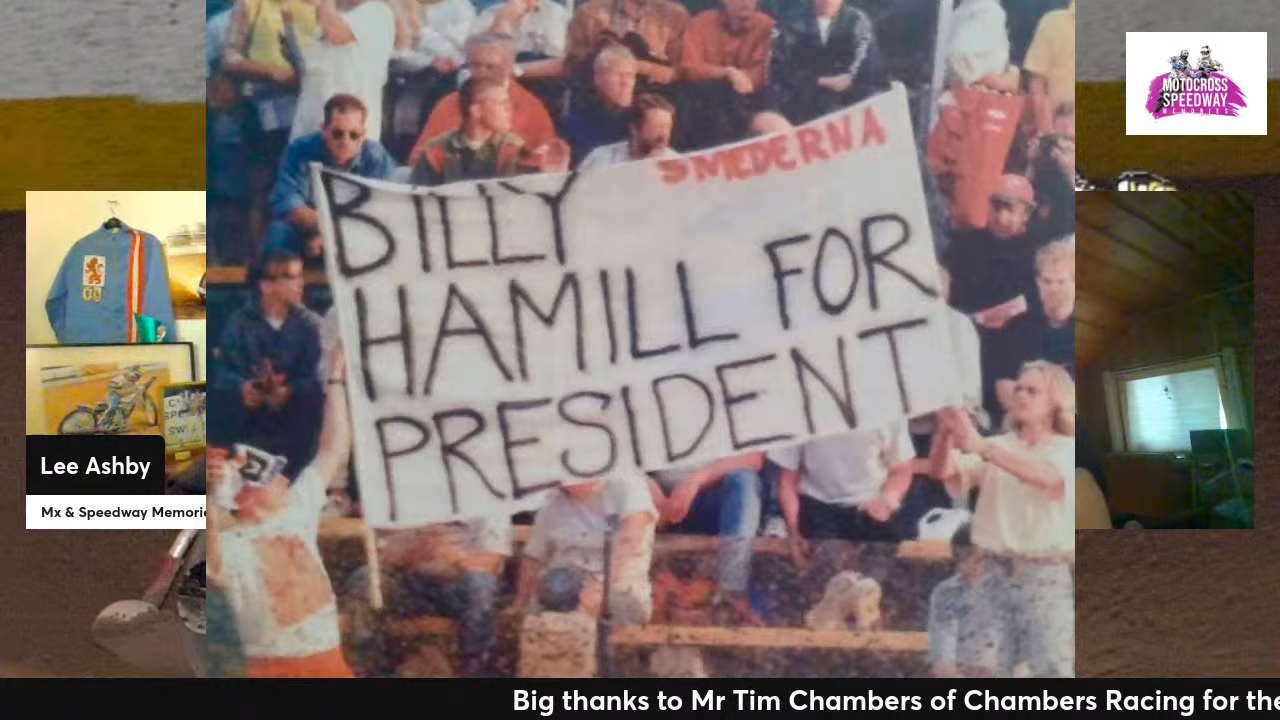 SMEDERNA
BILLY
HAMILL FOR
PRESIDENT
MOTOCROSS
SPEEDWAY
MEMORIES
Lee Ashby
Mx & Speedway Memorie
Big thanks to Mr Tim Chambers of Chambers Racing for the